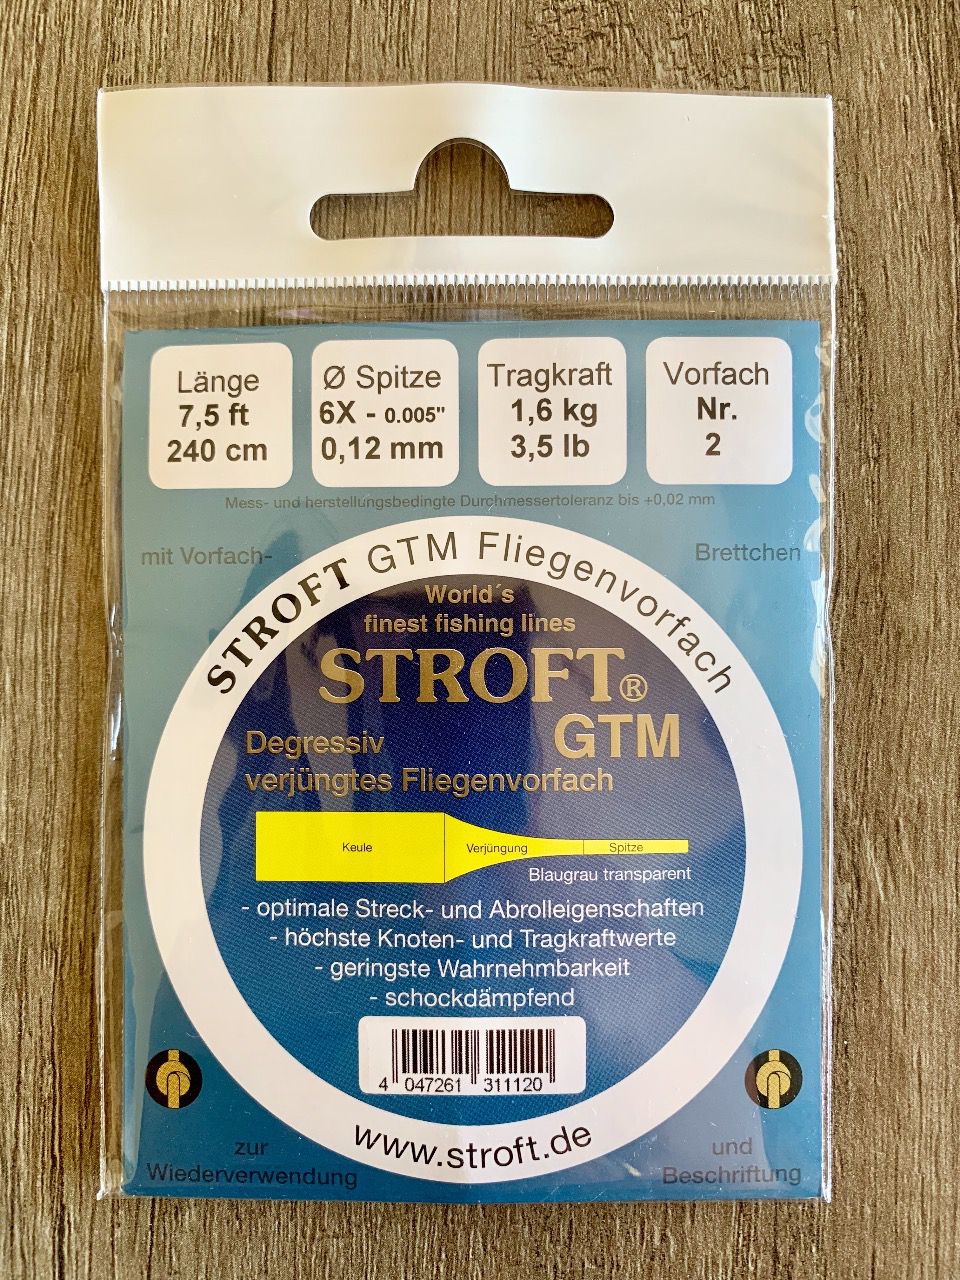 Länge
7,5 ft
240 cm
Ø Spitze
6X - 0.005"
0,12 mm
Tragkraft
1,6 kg
3,5 lb
Vorfach
Nr.
2
Mess- und herstellungsbedingte Durchmessertoleranz bis +0,02 mm
mit Vorfach-
Brettchen
STROFT GTM Fliegenvorfach
World´s
finest fishing lines
STROFT®
GTM
Degressiv
verjüngtes Fliegenvorfach
Keule
Verjüngung
Spitze
Blaugrau transparent
- optimale Streck- und Abrolleigenschaften
- höchste Knoten- und Tragkraftwerte
- geringste Wahrnehmbarkeit
- schockdämpfend
4 047261 311120
www.stroft.de
zur
Wiederverwendung
und
Beschriftung